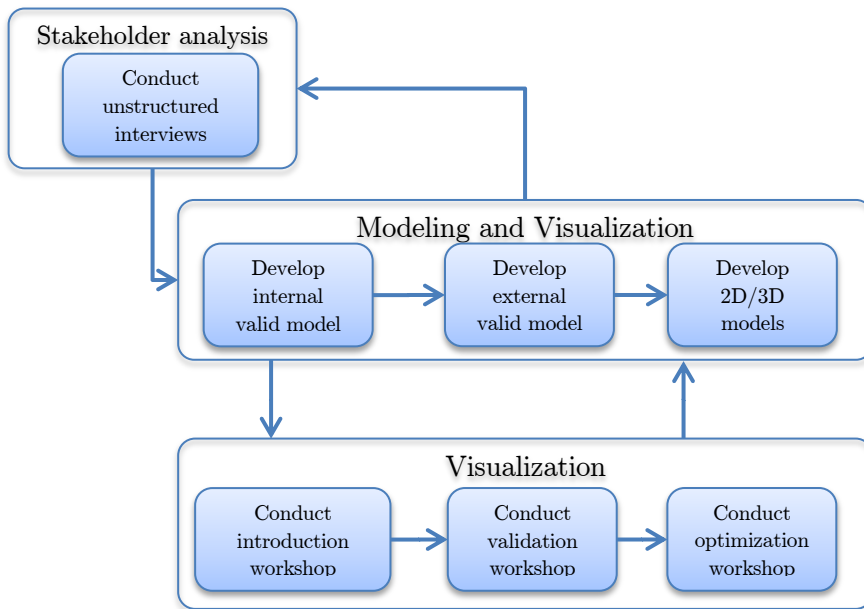 Stakeholder analysis
Conduct
unstructured
interviews
Modeling and Visualization
Develop
internal
valid model
Develop
external
valid model
Develop
2D/3D
models
Visualization
Conduct
introduction
workshop
Conduct
validation
workshop
Conduct
optimization
workshop